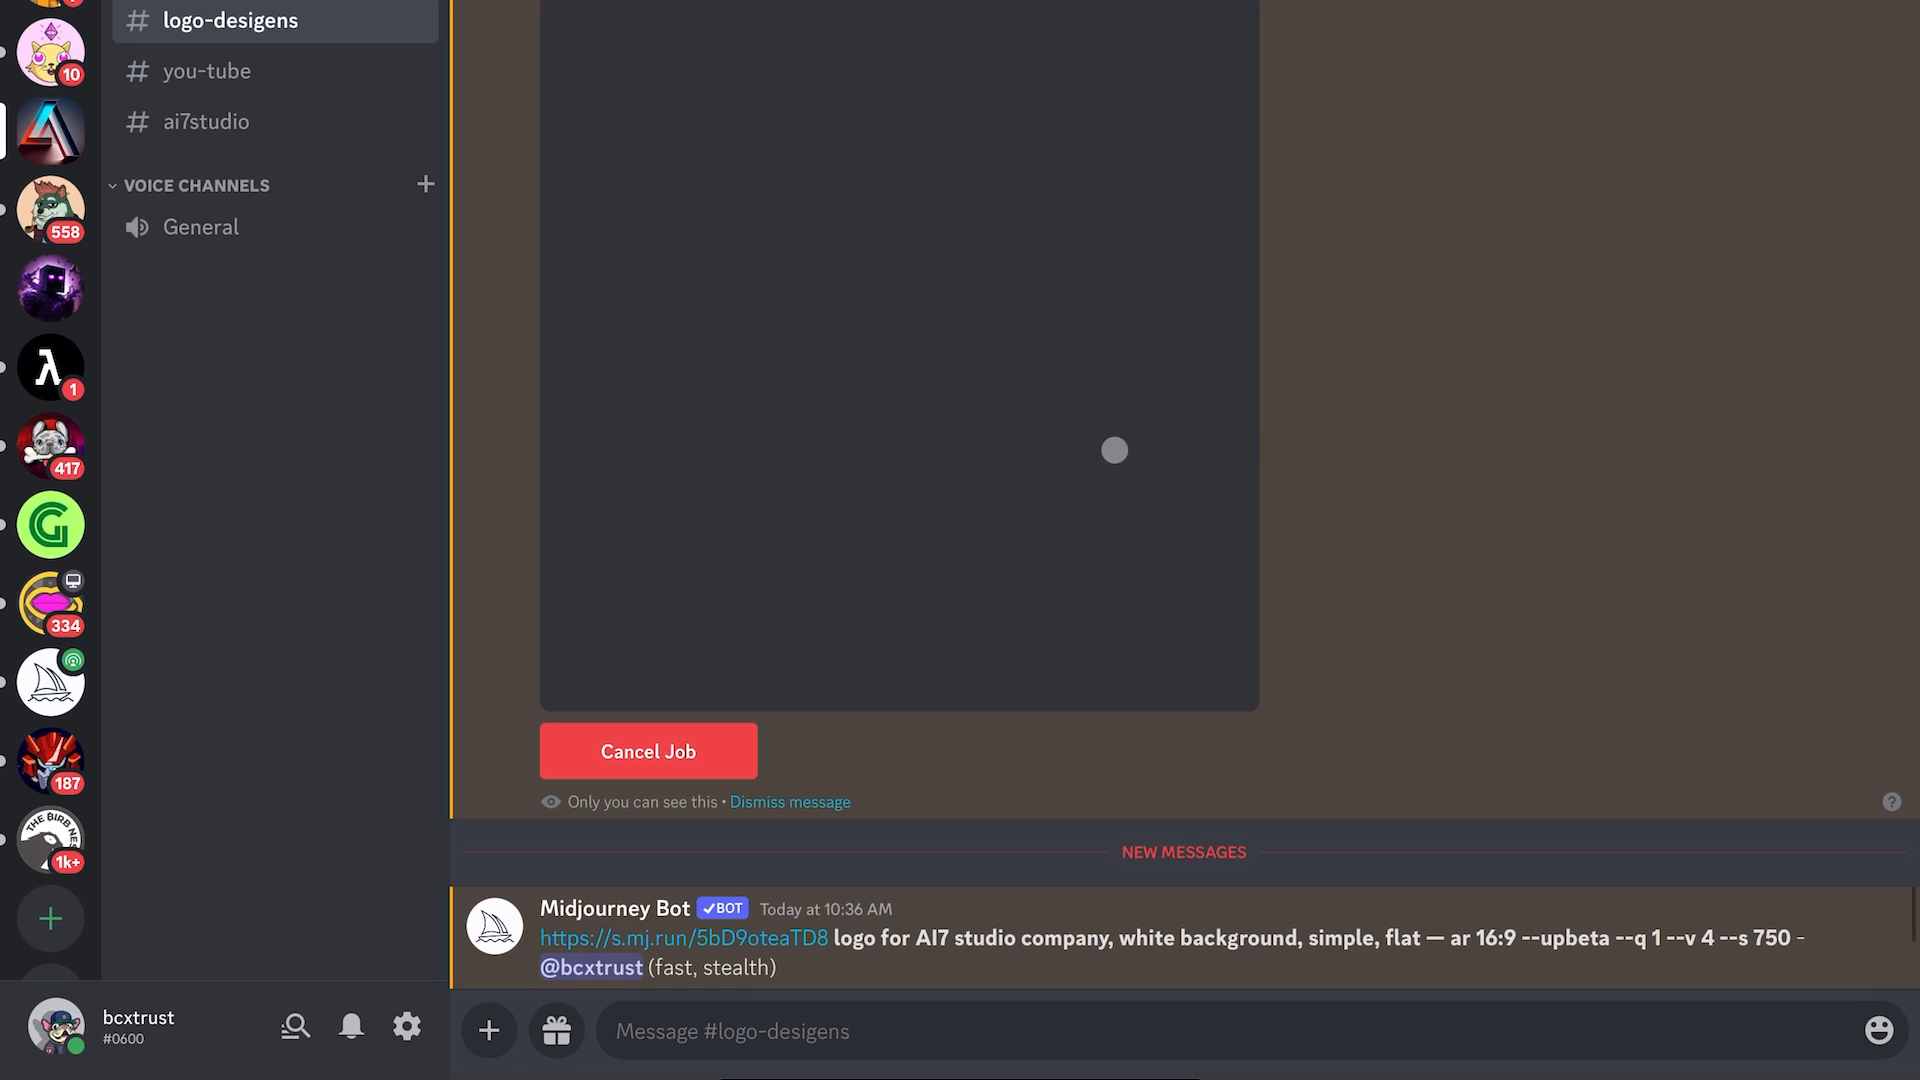 logo-desigens
10
you-tube
ai7studio
VOICE CHANNELS
558
General
1
417
334
187
Cancel Job
Only you can see this • Dismiss message
THE BIRB NES
1k+
NEW MESSAGES
Midjourney Bot ✓BOT Today at 10:36 AM
https://s.mj.run/5bD9oteaTD8 logo for AI7 studio company, white background, simple, flat — ar 16:9 --upbeta --q 1 --v 4 --s 750 -
@bcxtrust (fast, stealth)
bcxtrust
#0600
Message #logo-desigens